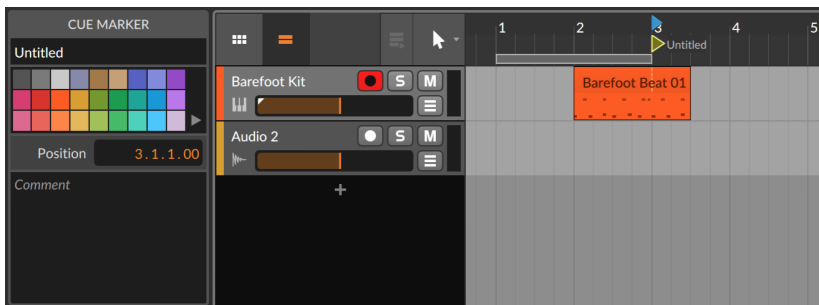 CUE MARKER
Untitled
Position 3.1.1.00
Comment
1 2 3 4 5
Untitled
Barefoot Kit S M
Barefoot Beat 01
Audio 2 S M
+